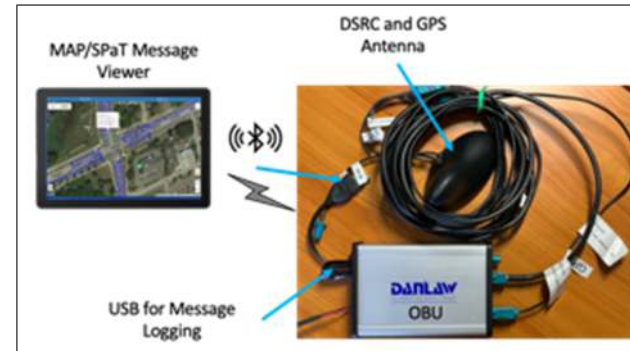 DSRC and GPS
Antenna
MAP/SPaT Message
Viewer
DANLAW
OBU
USB for Message
Logging